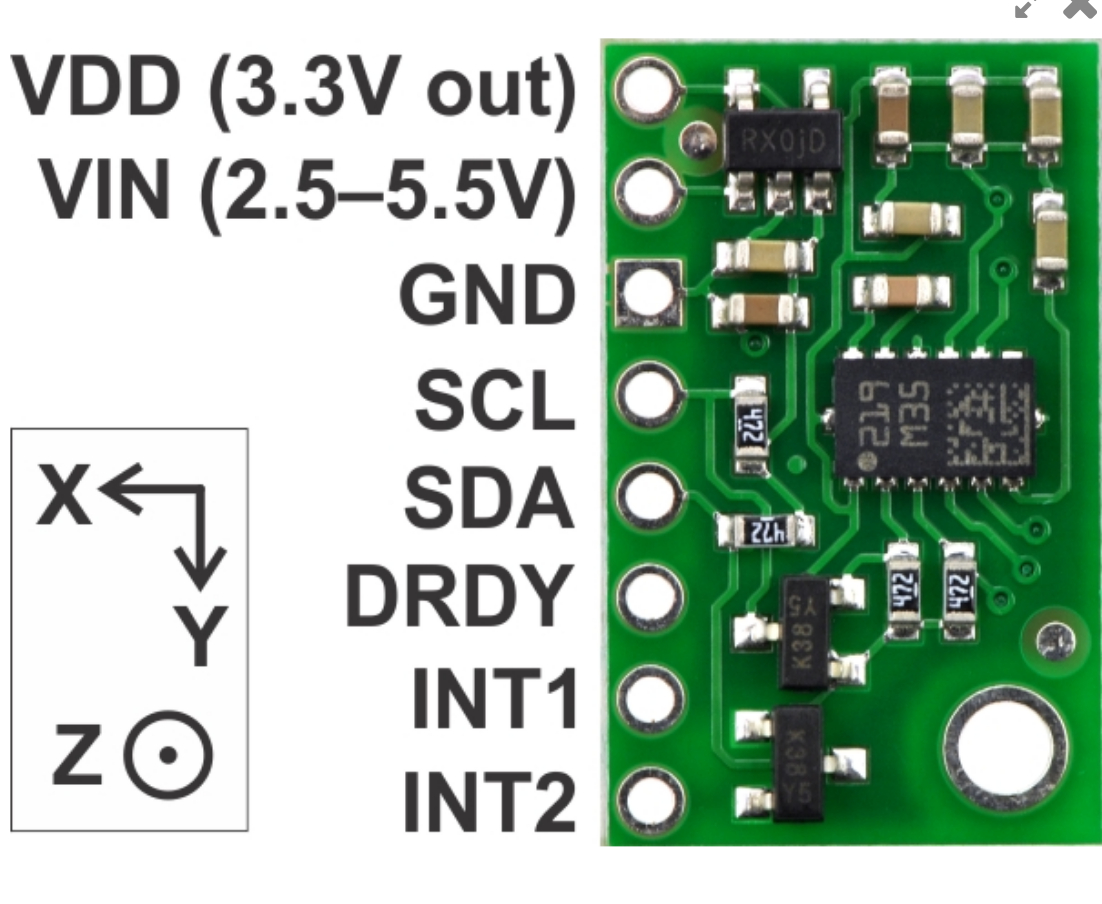 VDD (3.3V out)
VIN (2.5–5.5V)
GND
SCL
SDA
DRDY
INT1
INT2
X
Y
Z
RX0jD
219
M35
472
472
472
472
K38
Y5
K38
Y5